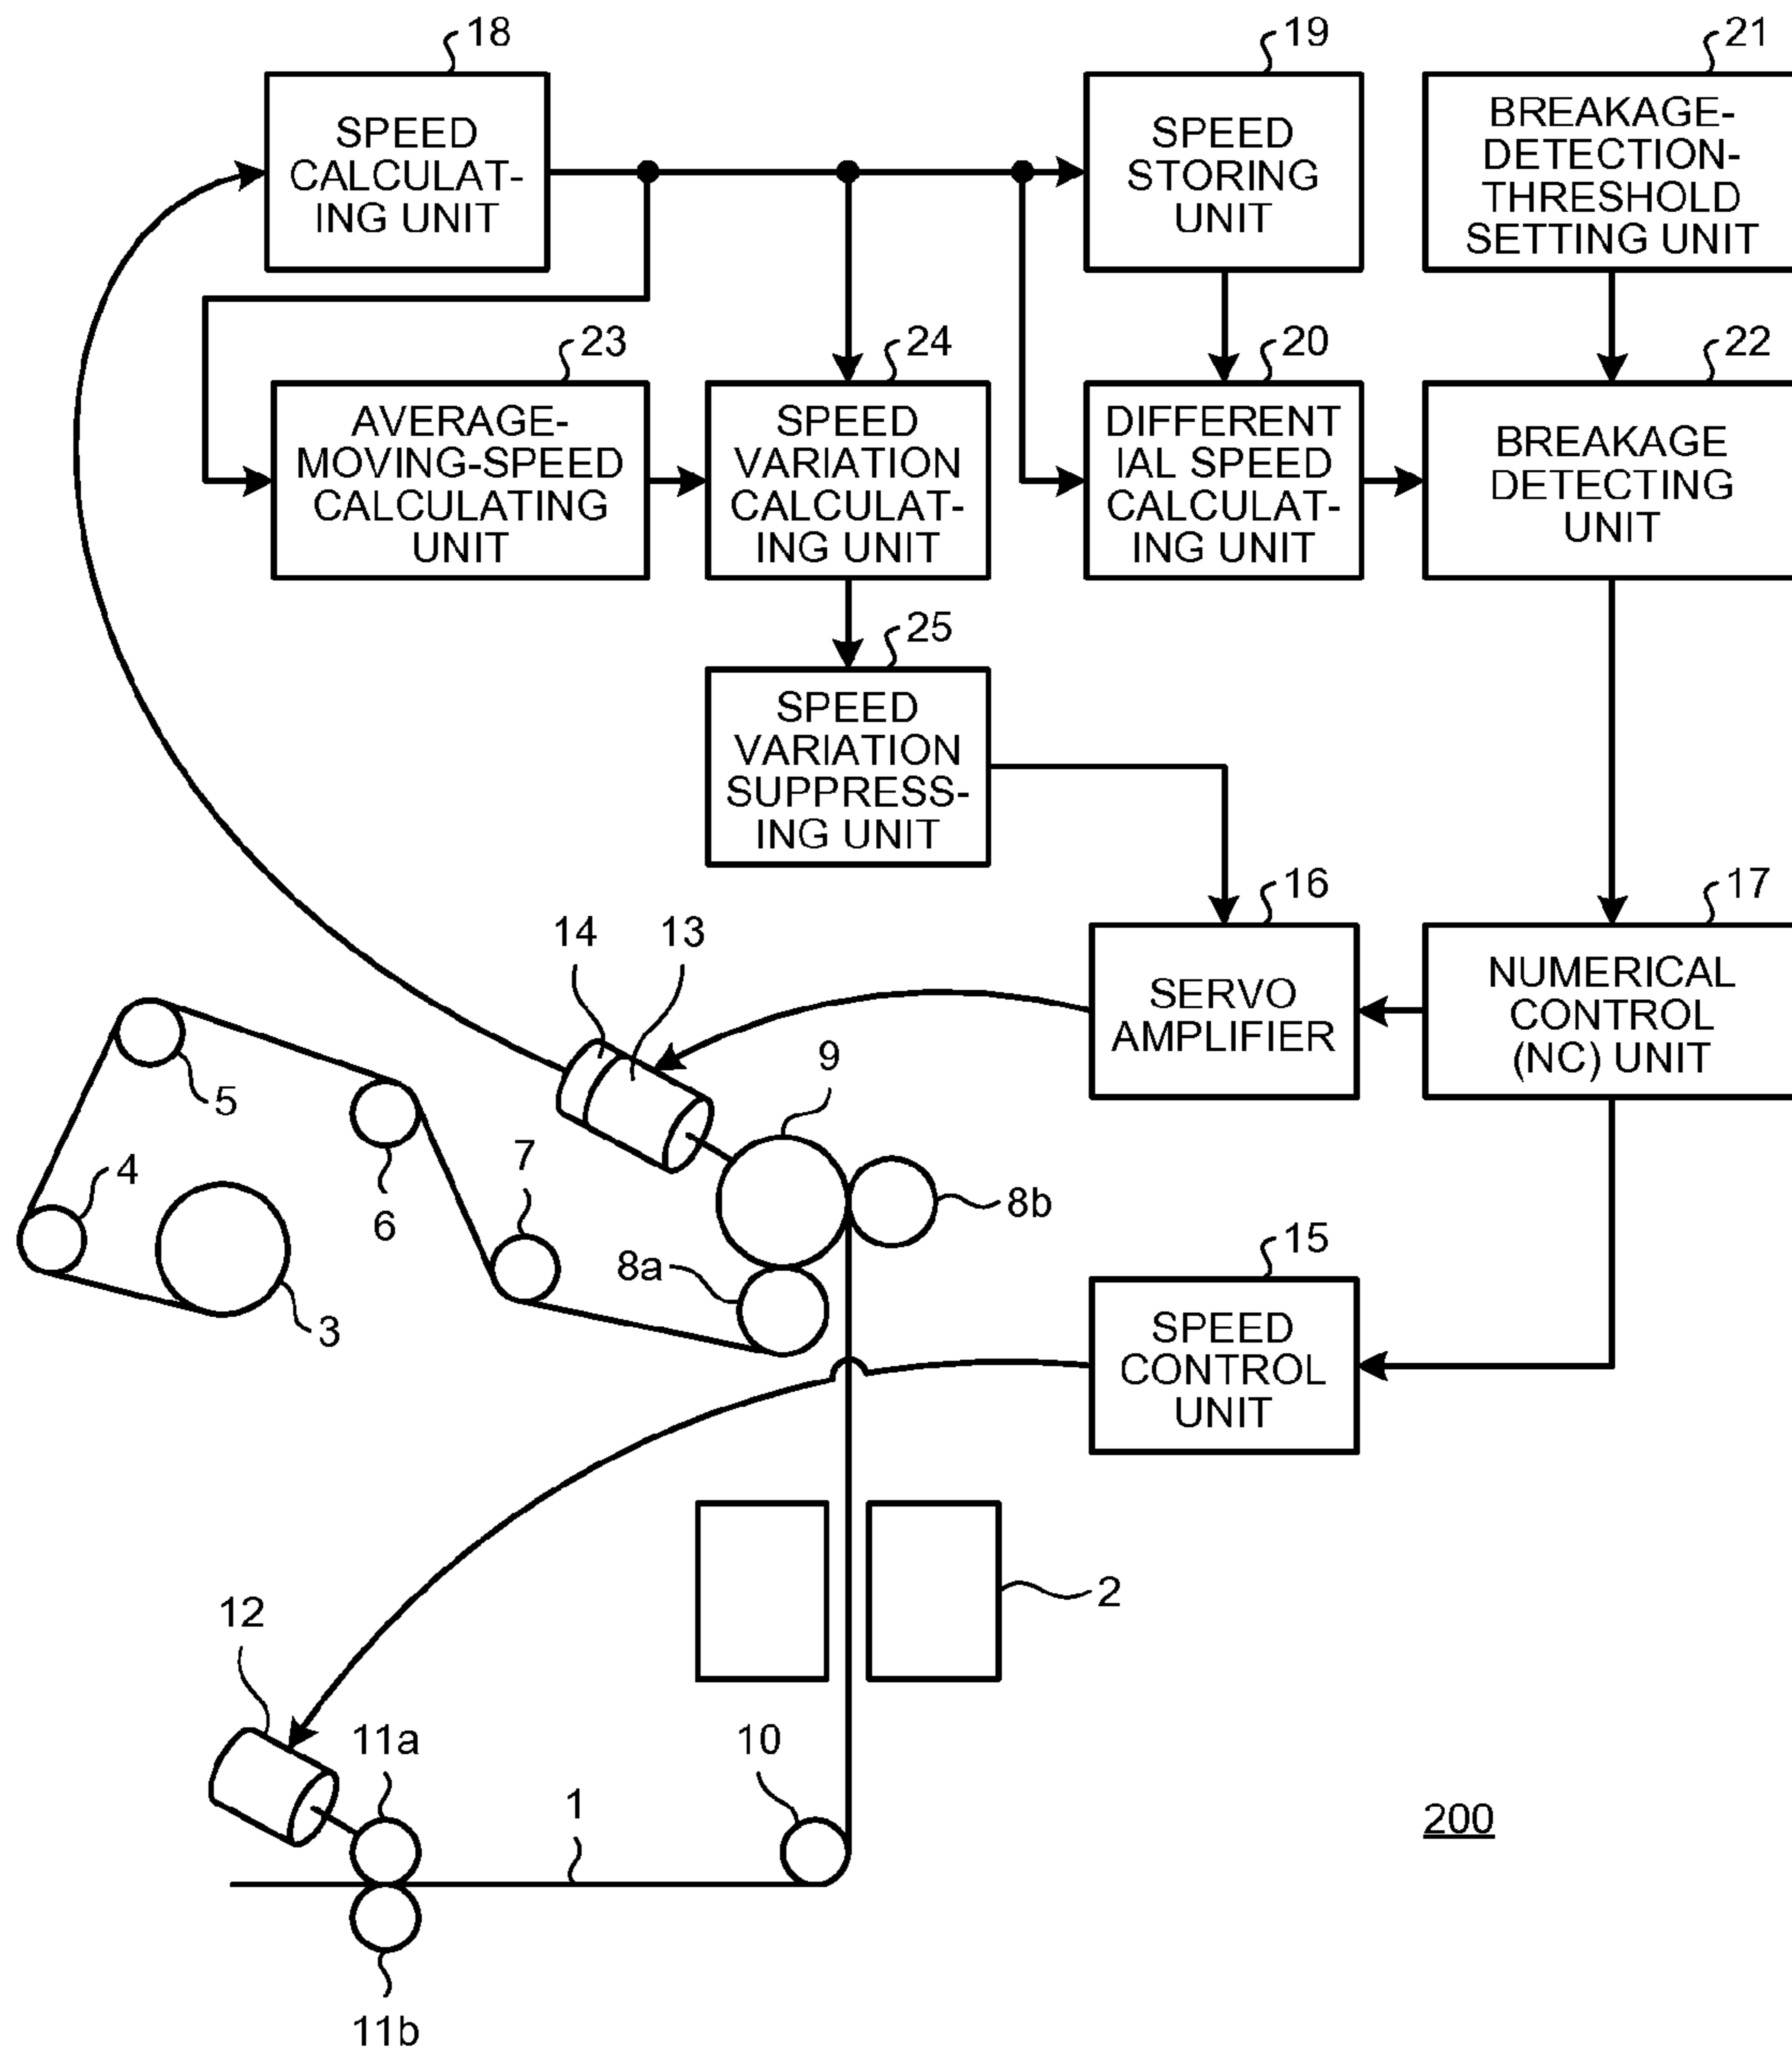 18
19
21
SPEED
CALCULAT-
ING UNIT
SPEED
STORING
UNIT
BREAKAGE-
DETECTION-
THRESHOLD
SETTING UNIT
23
24
20
22
AVERAGE-
MOVING-SPEED
CALCULATING
UNIT
SPEED
VARIATION
CALCULAT-
ING UNIT
DIFFERENT
IAL SPEED
CALCULAT-
ING UNIT
BREAKAGE
DETECTING
UNIT
25
SPEED
VARIATION
SUPPRESS-
ING UNIT
16
17
14
13
SERVO
AMPLIFIER
NUMERICAL
CONTROL
(NC) UNIT
9
5
7
4
6
8b
8a
15
3
SPEED
CONTROL
UNIT
2
12
11a
10
1
200
11b